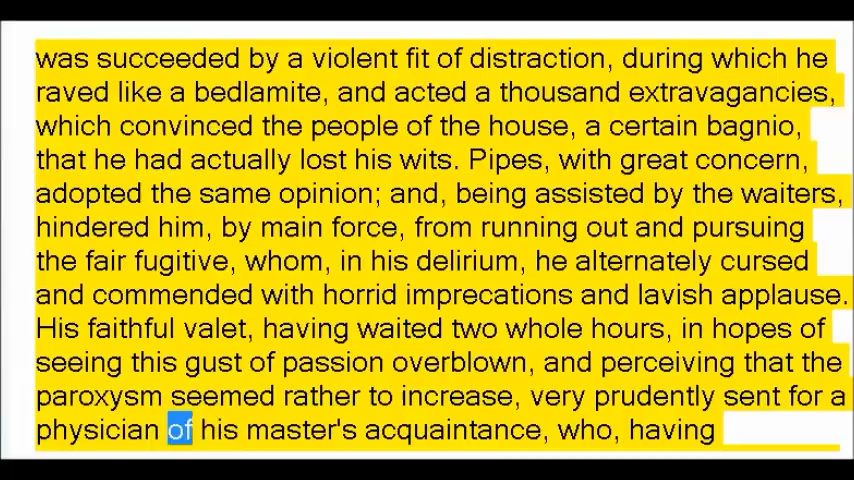 was succeeded by a violent fit of distraction, during which he
raved like a bedlamite, and acted a thousand extravagancies,
which convinced the people of the house, a certain bagnio,
that he had actually lost his wits. Pipes, with great concern,
adopted the same opinion; and, being assisted by the waiters,
hindered him, by main force, from running out and pursuing
the fair fugitive, whom, in his delirium, he alternately cursed
and commended with horrid imprecations and lavish applause.
His faithful valet, having waited two whole hours, in hopes of
seeing this gust of passion overblown, and perceiving that the
paroxysm seemed rather to increase, very prudently sent for a
physician of his master's acquaintance, who, having